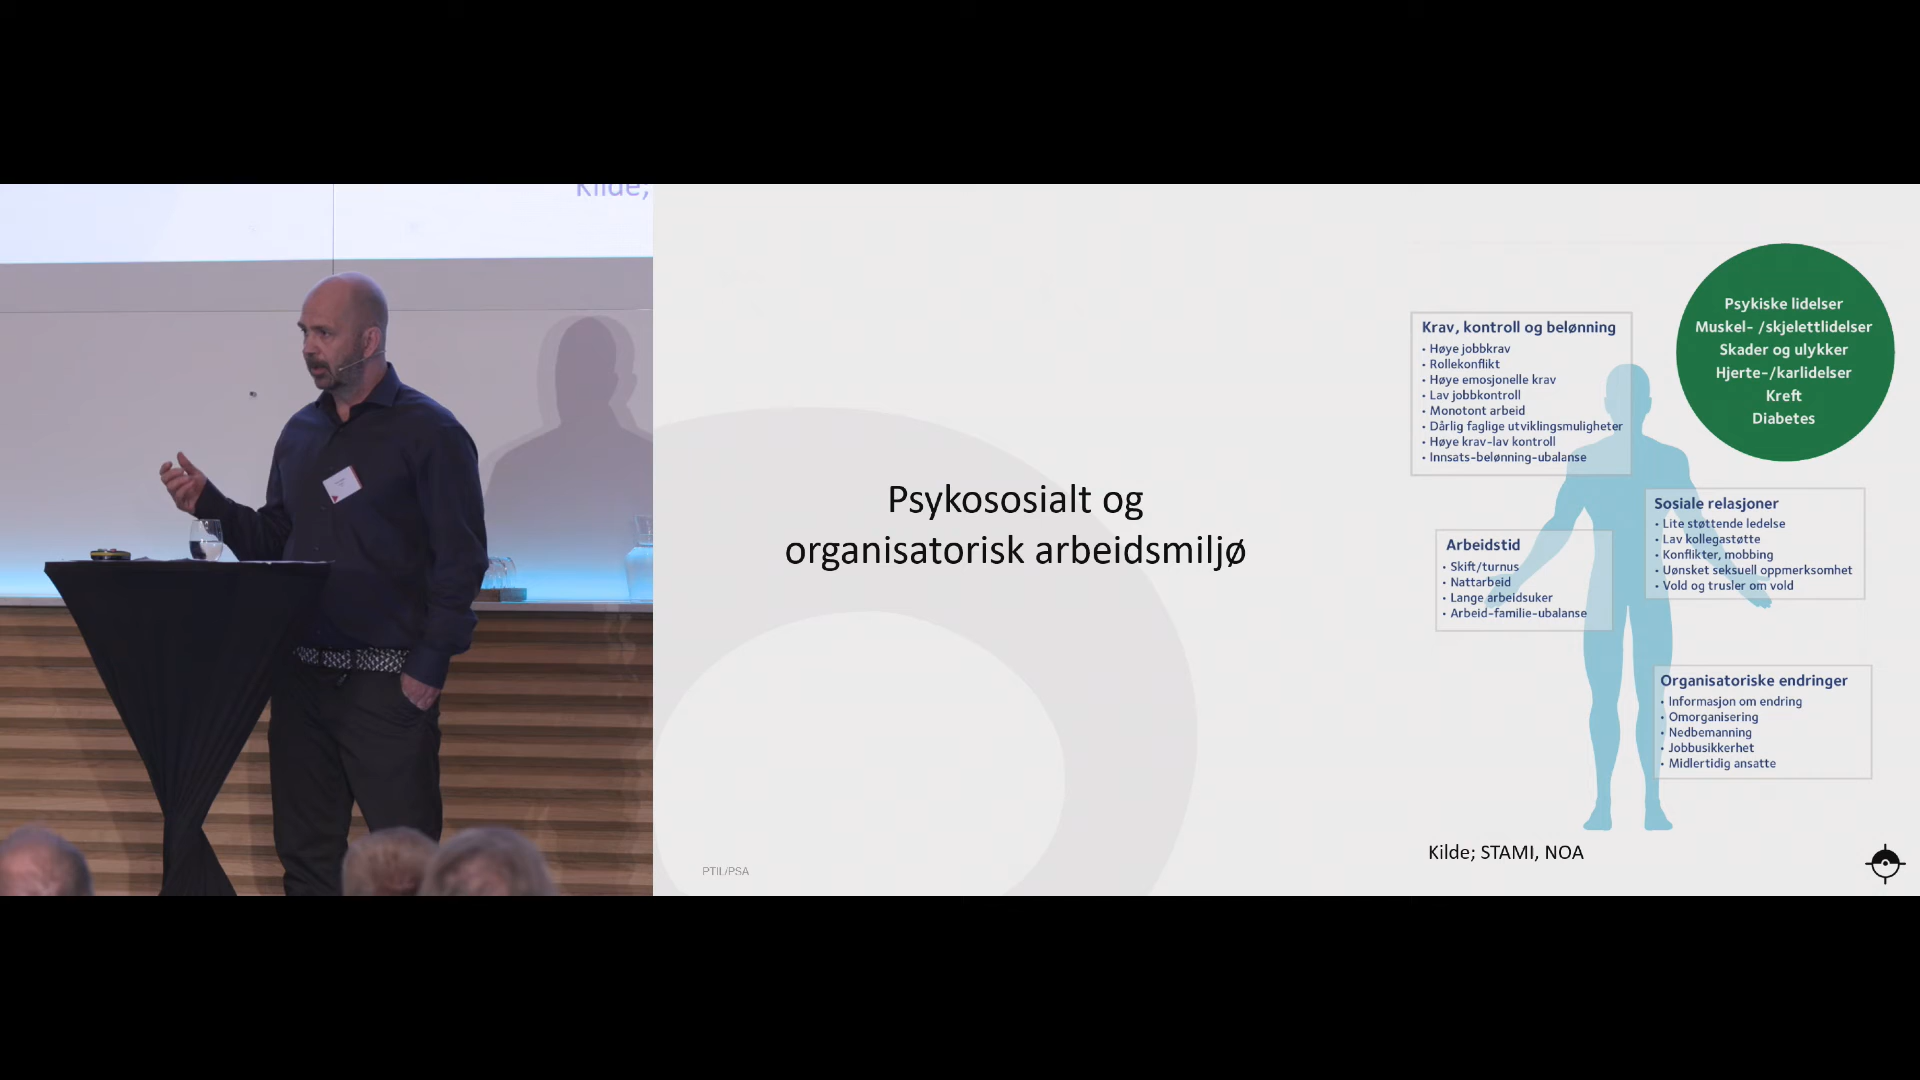 Kilde;
Psykososialt og
organisatorisk arbeidsmiljø
Krav, kontroll og belønning
• Høye jobbkrav
• Rollekonflikt
• Høye emosjonelle krav
• Lav jobbkontroll
• Monotont arbeid
• Dårlig faglige utviklingsmuligheter
• Høye krav-lav kontroll
• Innsats-belønning-ubalanse
Psykiske lidelser
Muskel- /skjelettlidelser
Skader og ulykker
Hjerte-/karlidelser
Kreft
Diabetes
Arbeidstid
• Skift/turnus
• Nattarbeid
• Lange arbeidsuker
• Arbeid-familie-ubalanse
Sosiale relasjoner
• Lite støttende ledelse
• Lav kollegastøtte
• Konflikter, mobbing
• Uønsket seksuell oppmerksomhet
• Vold og trusler om vold
Organisatoriske endringer
• Informasjon om endring
• Omorganisering
• Nedbemanning
• Jobbusikkerhet
• Midlertidig ansatte
Kilde; STAMI, NOA
PTIL/PSA